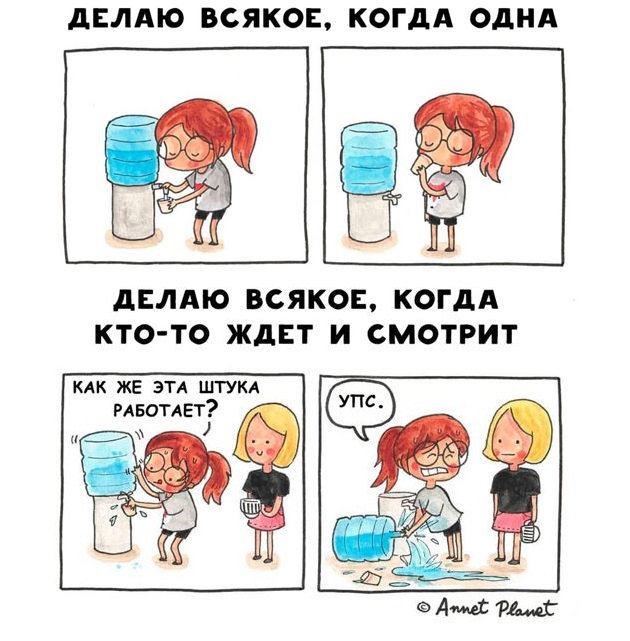 ДЕЛАЮ ВСЯКОЕ, КОГДА ОДНА
ДЕЛАЮ ВСЯКОЕ, КОГДА
КТО-ТО ЖДЕТ И СМОТРИТ
КАК ЖЕ ЭТА ШТУКА
РАБОТАЕТ?
УПС.
© Annet Planet